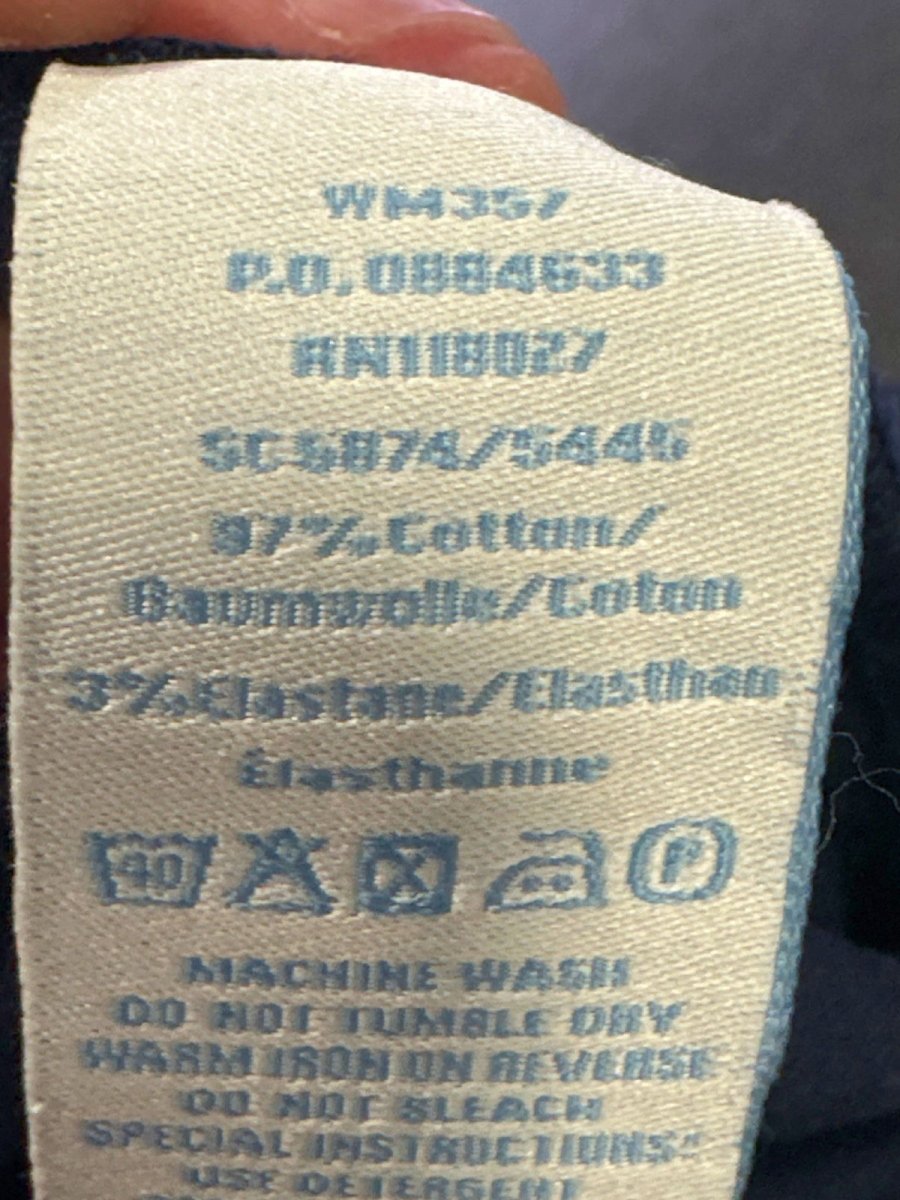 WM357
P.O.0884633
RN118027
SC5874/5445
97%Cotton/
Baumwolle/Coton
3%Elastane/Elasthan
Élasthanne
40
P
MACHINE WASH
DO NOT TUMBLE DRY
WARM IRON ON REVERSE
DO NOT BLEACH
SPECIAL INSTRUCTIONS:
USE DETERGENT